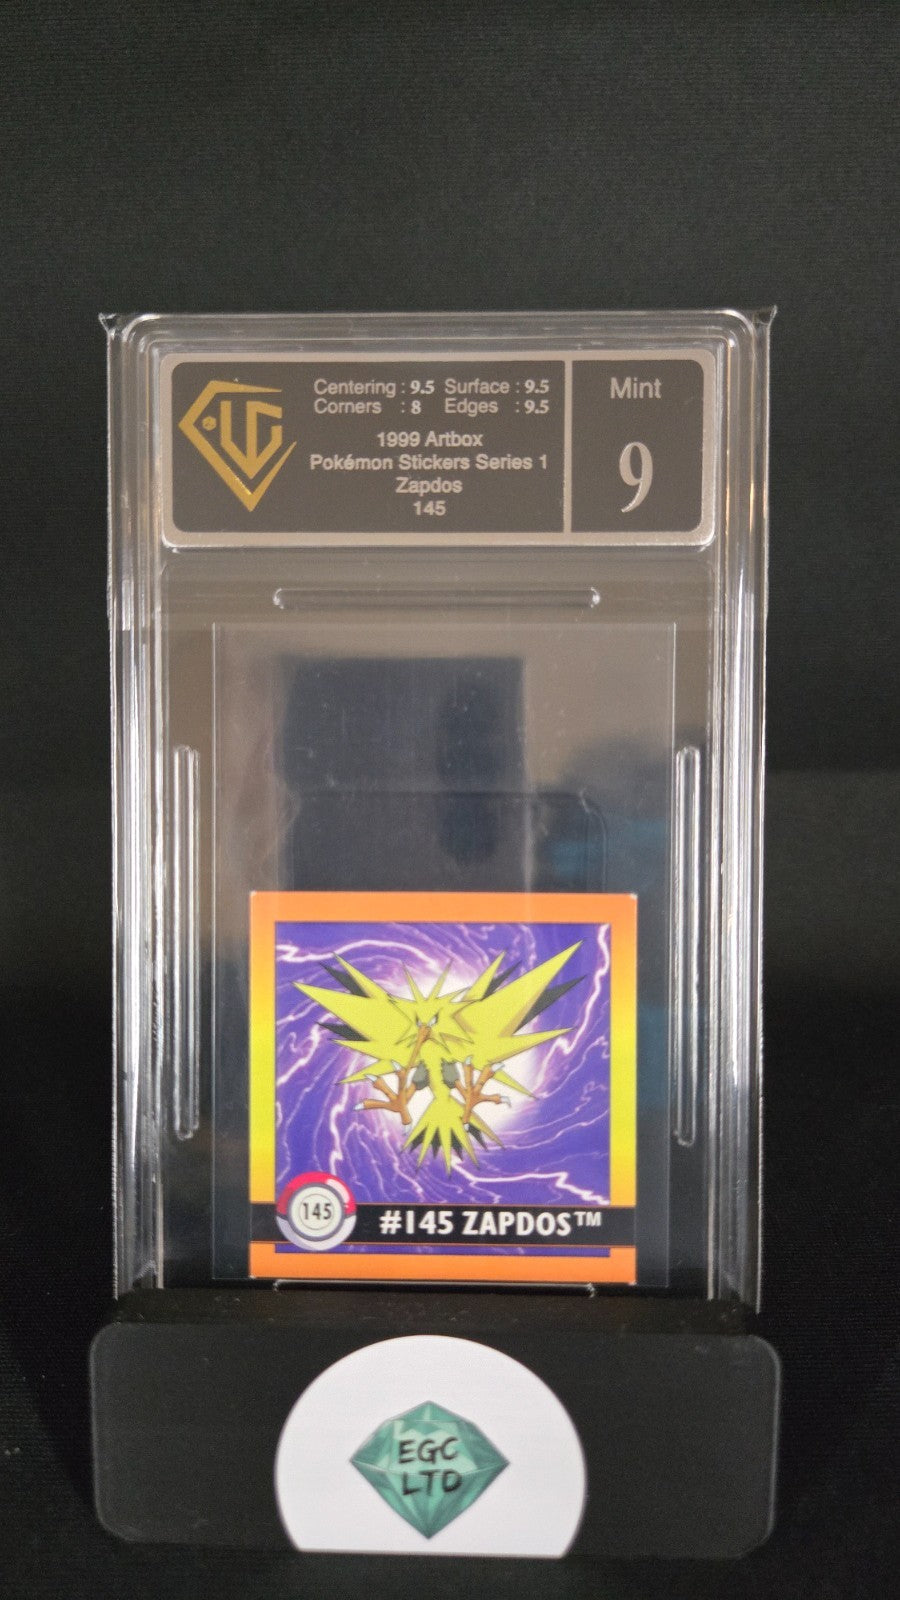 Centering : 9.5 Surface : 9.5
Corners : 8 Edges : 9.5
1999 Artbox
Pokémon Stickers Series 1
Zapdos
145
Mint
9
145
#145 ZAPDOS™
EGC
LTD